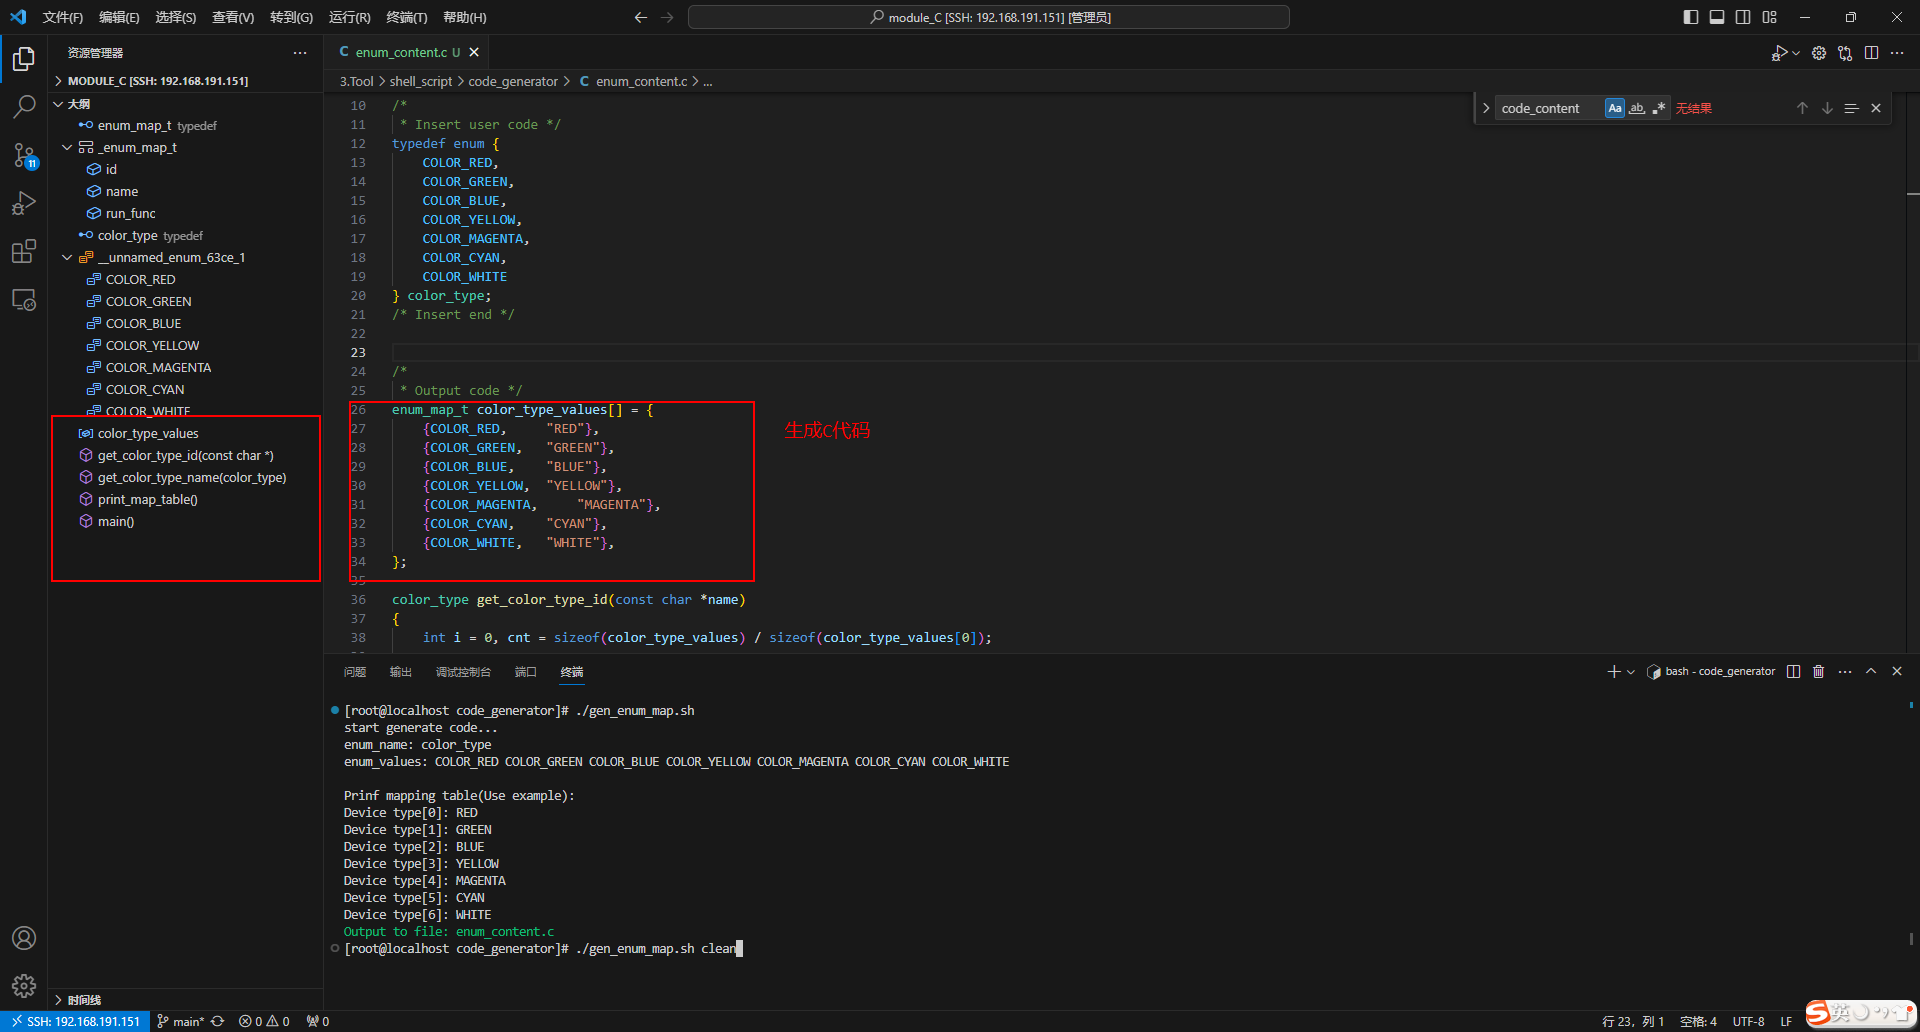 文件(F) 编辑(E) 选择(S) 查看(V) 转到(G) 运行(R) 终端(T) 帮助(H) module_C [SSH: 192.168.191.151] [管理员]
资源管理器
MODULE_C [SSH: 192.168.191.151]
大纲
enum_map_t typedef
_enum_map_t
id
name
run_func
color_type typedef
__unnamed_enum_63ce_1
COLOR_RED
COLOR_GREEN
COLOR_BLUE
COLOR_YELLOW
COLOR_MAGENTA
COLOR_CYAN
COLOR_WHITE
color_type_values
get_color_type_id(const char *)
get_color_type_name(color_type)
print_map_table()
main()
时间线
C enum_content.c U
3.Tool > shell_script > code_generator > C enum_content.c > ...
code_content Aa ab .* 无结果
10 /*
11 * Insert user code */
12 typedef enum {
13 COLOR_RED,
14 COLOR_GREEN,
15 COLOR_BLUE,
16 COLOR_YELLOW,
17 COLOR_MAGENTA,
18 COLOR_CYAN,
19 COLOR_WHITE
20 } color_type;
21 /* Insert end */
22
23
24 /*
25 * Output code */
26 enum_map_t color_type_values[] = {
27 {COLOR_RED, "RED"},
28 {COLOR_GREEN, "GREEN"},
29 {COLOR_BLUE, "BLUE"},
30 {COLOR_YELLOW, "YELLOW"},
31 {COLOR_MAGENTA, "MAGENTA"},
32 {COLOR_CYAN, "CYAN"},
33 {COLOR_WHITE, "WHITE"},
34 };
35
生成C代码
36 color_type get_color_type_id(const char *name)
37 {
38 int i = 0, cnt = sizeof(color_type_values) / sizeof(color_type_values[0]);
问题 输出 调试控制台 端口 终端 bash - code_generator
[root@localhost code_generator]# ./gen_enum_map.sh
start generate code...
enum_name: color_type
enum_values: COLOR_RED COLOR_GREEN COLOR_BLUE COLOR_YELLOW COLOR_MAGENTA COLOR_CYAN COLOR_WHITE
Prinf mapping table(Use example):
Device type[0]: RED
Device type[1]: GREEN
Device type[2]: BLUE
Device type[3]: YELLOW
Device type[4]: MAGENTA
Device type[5]: CYAN
Device type[6]: WHITE
Output to file: enum_content.c
[root@localhost code_generator]# ./gen_enum_map.sh clean
11
SSH: 192.168.191.151 main* 0 0 0 行 23，列 1 空格: 4 UTF-8 LF
S英